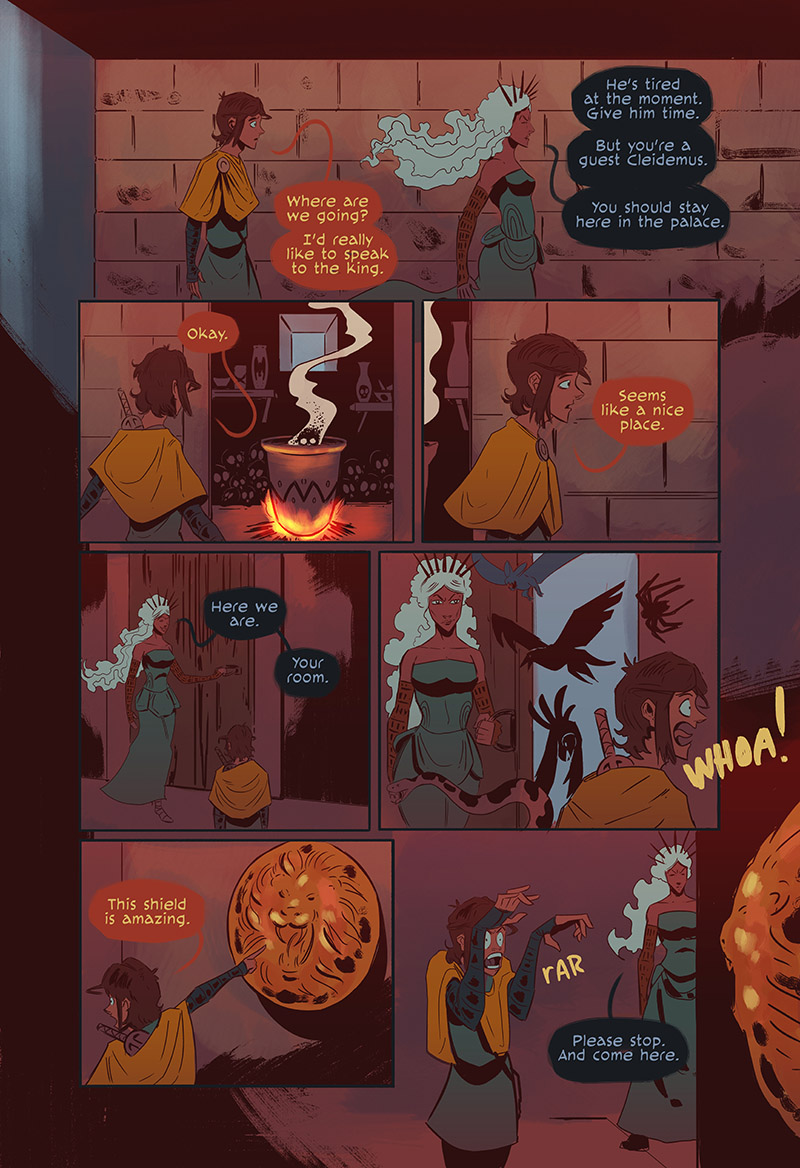 Where are
we going?
I'd really
like to speak
to the king.
He's tired
at the moment.
Give him time.
But you're a
guest Cleidemus.
You should stay
here in the palace.
Okay.
Seems
like a nice
place.
Here we
are.
Your
room.
WHOA!
This shield
is amazing.
rAR
Please stop.
And come here.